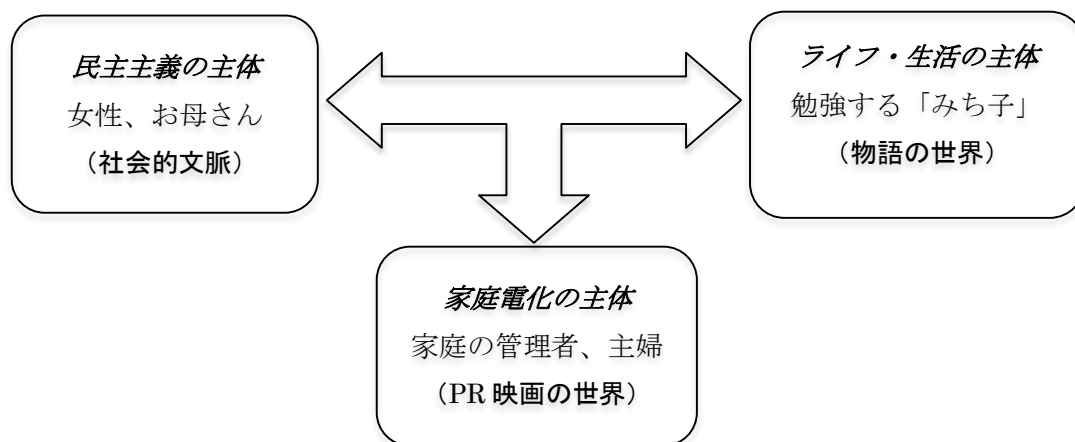 民主主義の主体
女性、お母さん
（社会的文脈）
ライフ・生活の主体
勉強する「みち子」
（物語の世界）
家庭電化の主体
家庭の管理者、主婦
（PR 映画の世界）